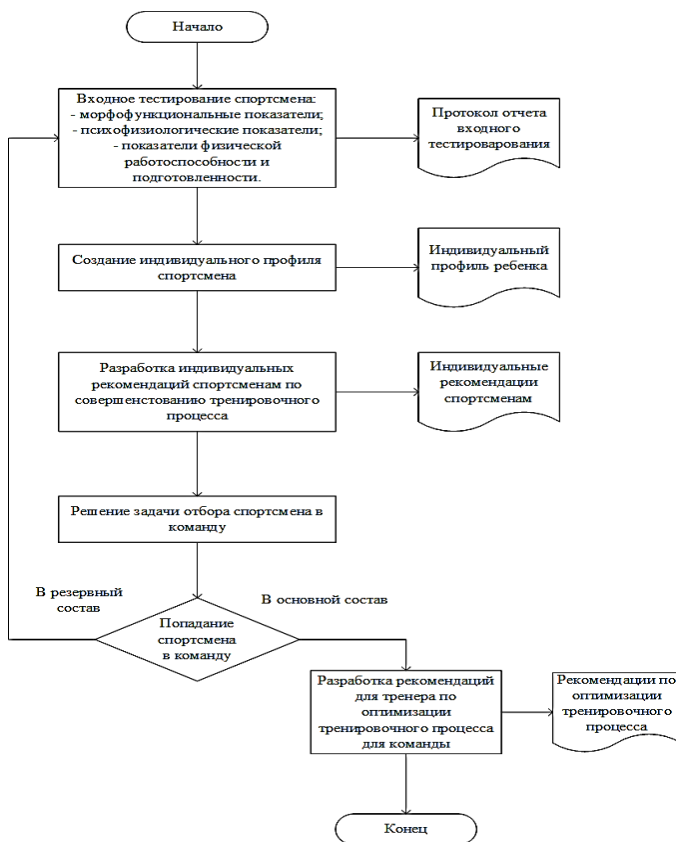 Начало
Входное тестирование спортсмена:
- морфофункциональные показатели;
- психофизиологические показатели;
- показатели физической
работоспособности и
подготовленности.
Протокол отчета
входного
тестироварования
Создание индивидуального профиля
спортсмена
Индивидуальный
профиль ребенка
Разработка индивидуальных
рекомендаций спортсменам по
совершенстованию тренировочного
процесса
Индивидуальные
рекомендации
спортсменам
Решение задачи отбора спортсмена в
команду
В резервный
состав
В основной состав
Попадание
спортсмена
в команду
Разработка рекомендаций
для тренера по
оптимизации
тренировочного процесса
для команды
Рекомендации по
оптимизации
тренировочного
процесса
Конец